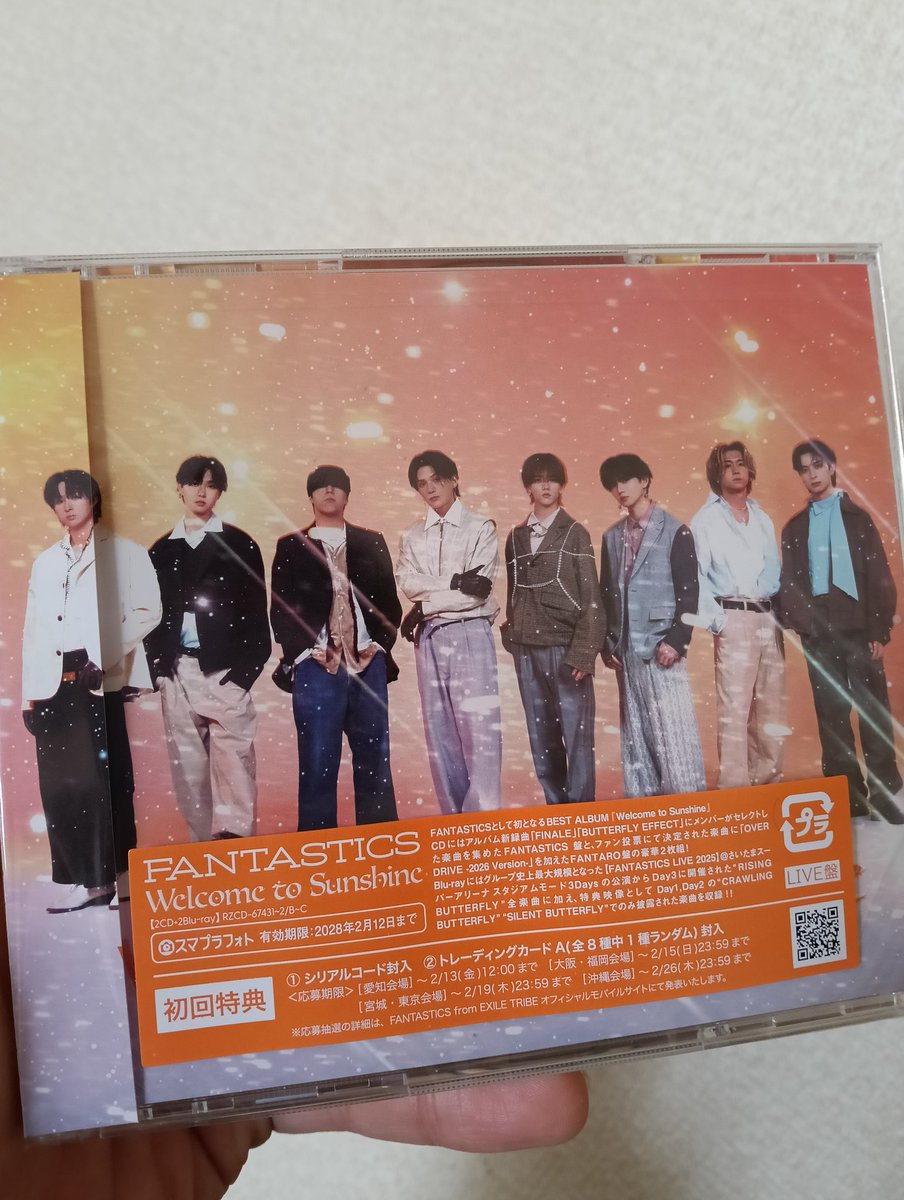 FANTASTICS
Welcome to Sunshine
【2CD+2Blu-ray】RZCD-67431~2/B~C
スマプラフォト 有効期限:2028年2月12日まで
FANTASTICSとして初となるBEST ALBUM『Welcome to Sunshine』
CDにはアルバム新録曲「FINALE」「BUTTERFLY EFFECT」にメンバーがセレクトし
た楽曲を集めたFANTASTICS 盤と、ファン投票にて決定された楽曲に「OVER
DRIVE -2026 Version-」を加えたFANTARO盤の豪華2枚組!
Blu-rayにはグループ史上最大規模となった【FANTASTICS LIVE 2025】@さいたまスー
パーアリーナ スタジアムモード3Days の公演から Day3に開催された"RISING
BUTTERFLY" 全楽曲に加え、特典映像として Day1,Day2 の"CRAWLING
BUTTERFLY" "SILENT BUTTERFLY"でのみ披露された楽曲を収録!!
プラ
LIVE盤
初回特典
① シリアルコード封入 ② トレーディングカード A(全8種中1種ランダム) 封入
<応募期限>[愛知会場]~2/13(金)12:00まで [大阪・福岡会場]~2/15(日)23:59まで
[宮城・東京会場]~2/19(木)23:59まで [沖縄会場]~2/26(木)23:59まで
※応募抽選の詳細は、FANTASTICS from EXILE TRIBE オフィシャルモバイルサイトにて発表いたします。